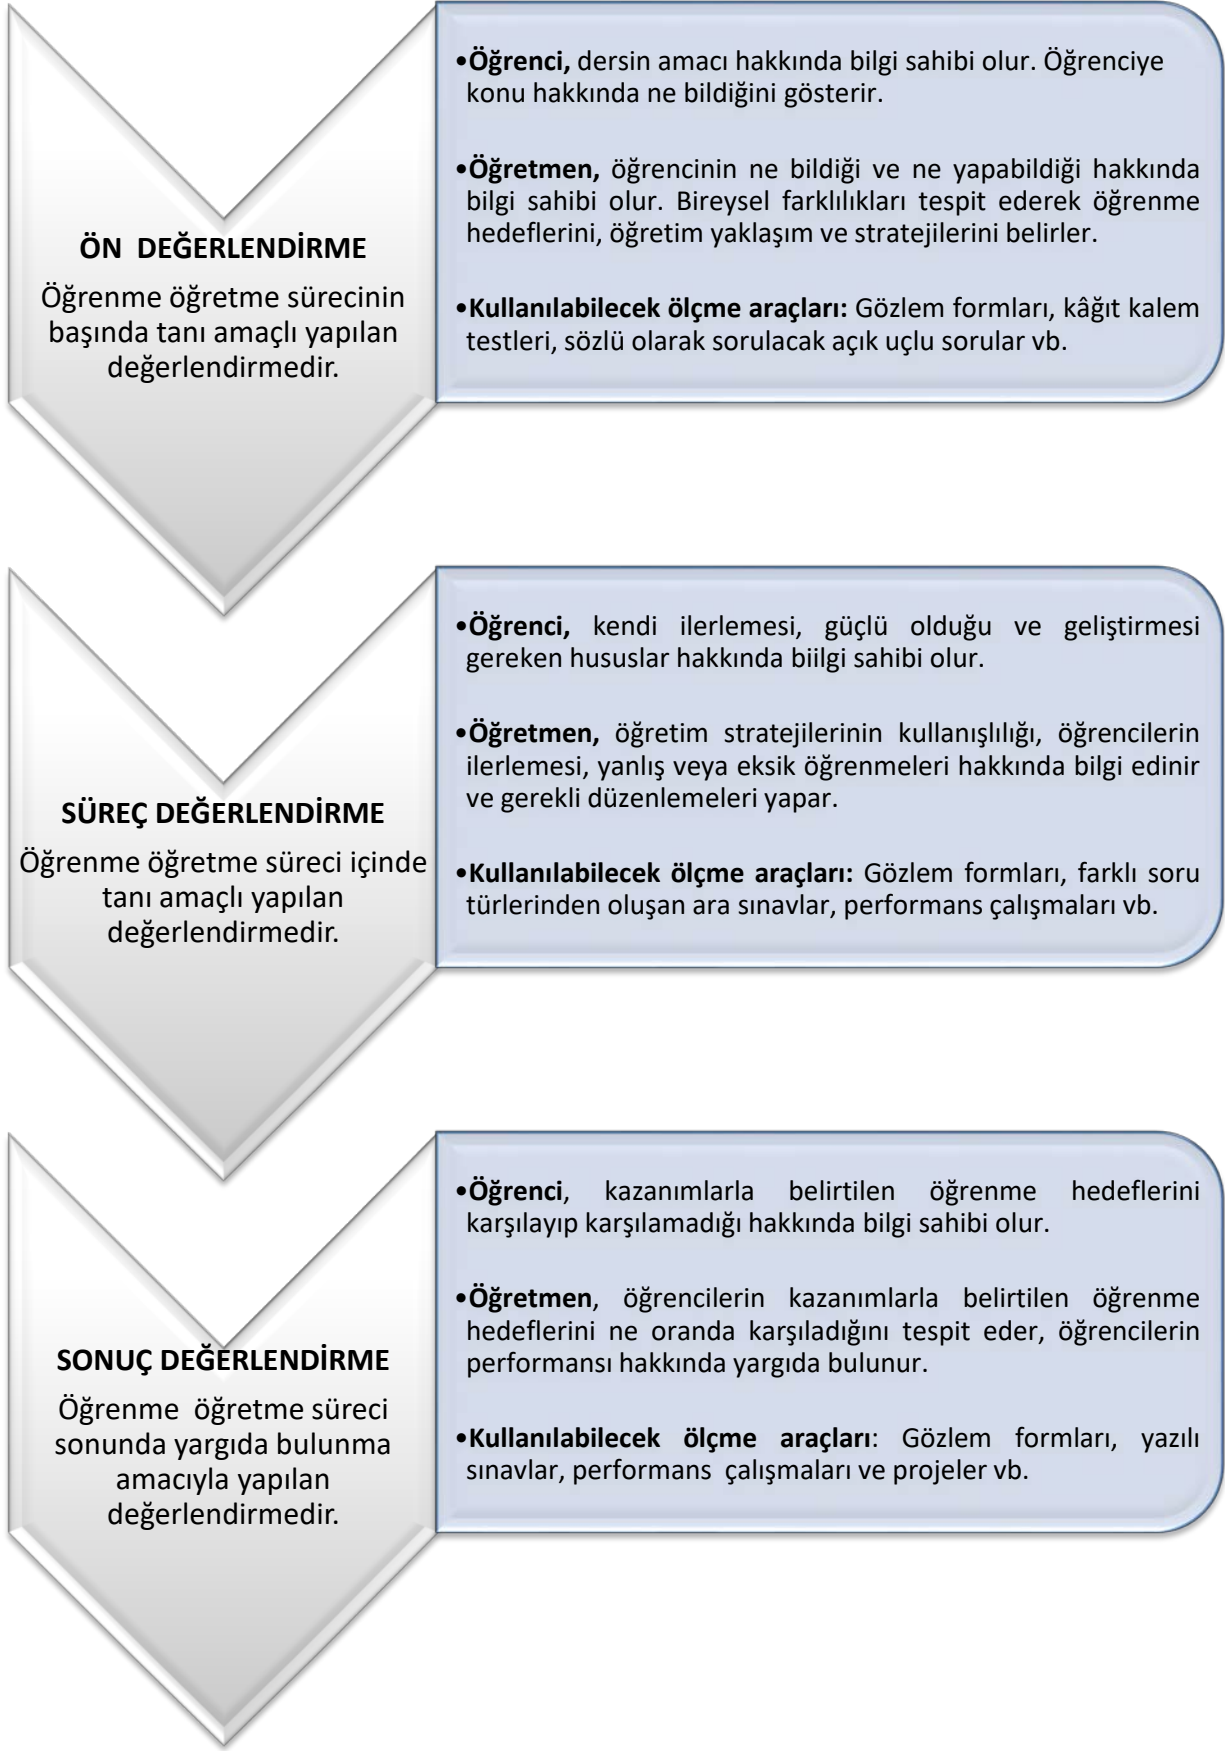 ÖN  DEĞERLENDİRME
Öğrenme öğretme sürecinin
başında tanı amaçlı yapılan
değerlendirmedir.
•Öğrenci, dersin amacı hakkında bilgi sahibi olur. Öğrenciye
konu hakkında ne bildiğini gösterir.
•Öğretmen, öğrencinin ne bildiği ve ne yapabildiği hakkında
bilgi sahibi olur. Bireysel farklılıkları tespit ederek öğrenme
hedeflerini, öğretim yaklaşım ve stratejilerini belirler.
•Kullanılabilecek ölçme araçları: Gözlem formları, kâğıt kalem
testleri, sözlü olarak sorulacak açık uçlu sorular vb.
SÜREÇ DEĞERLENDİRME
Öğrenme öğretme süreci içinde
tanı amaçlı yapılan
değerlendirmedir.
•Öğrenci, kendi ilerlemesi, güçlü olduğu ve geliştirmesi
gereken hususlar hakkında biilgi sahibi olur.
•Öğretmen, öğretim stratejilerinin kullanışlılığı, öğrencilerin
ilerlemesi, yanlış veya eksik öğrenmeleri hakkında bilgi edinir
ve gerekli düzenlemeleri yapar.
•Kullanılabilecek ölçme araçları: Gözlem formları, farklı soru
türlerinden oluşan ara sınavlar, performans çalışmaları vb.
SONUÇ DEĞERLENDİRME
Öğrenme  öğretme süreci
sonunda yargıda bulunma
amacıyla yapılan
değerlendirmedir.
•Öğrenci, kazanımlarla belirtilen öğrenme hedeflerini
karşılayıp karşılamadığı hakkında bilgi sahibi olur.
•Öğretmen, öğrencilerin kazanımlarla belirtilen öğrenme
hedeflerini ne oranda karşıladığını tespit eder, öğrencilerin
performansı hakkında yargıda bulunur.
•Kullanılabilecek ölçme araçları: Gözlem formları, yazılı
sınavlar, performans  çalışmaları ve projeler vb.